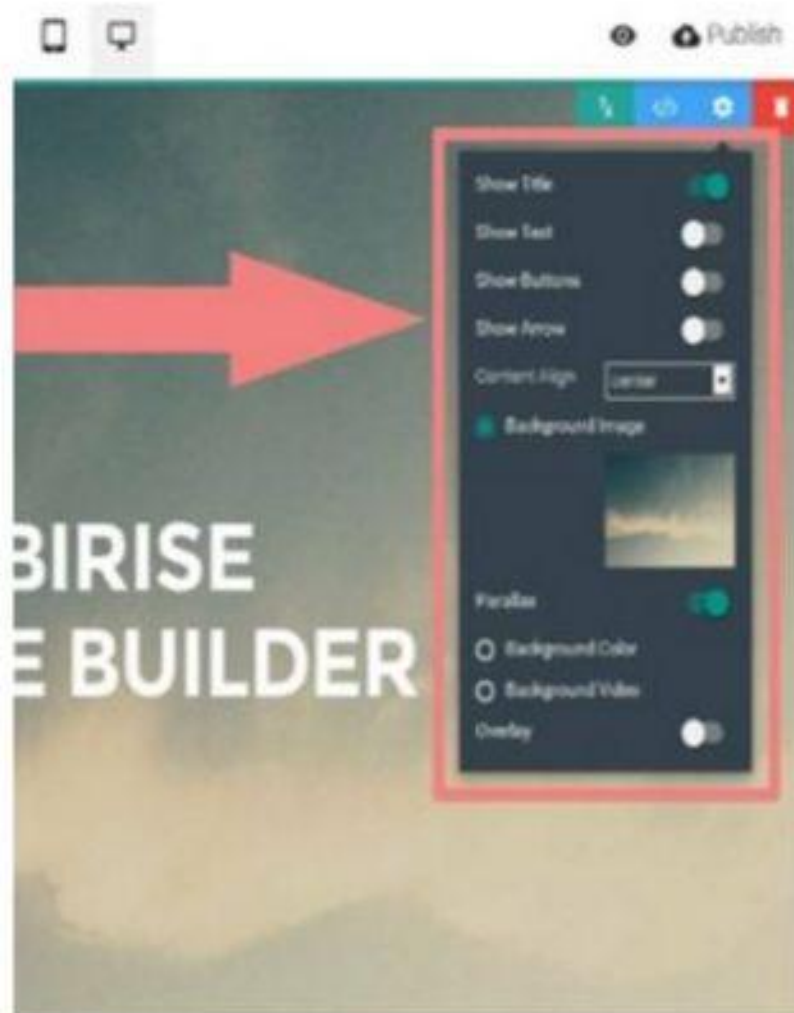 Publish
Show Title
Show Text
Show Buttons
Show Arrow
Content Align
center
Background Image
BIRISE
E BUILDER
Parallax
Background Color
Background Video
Overlay